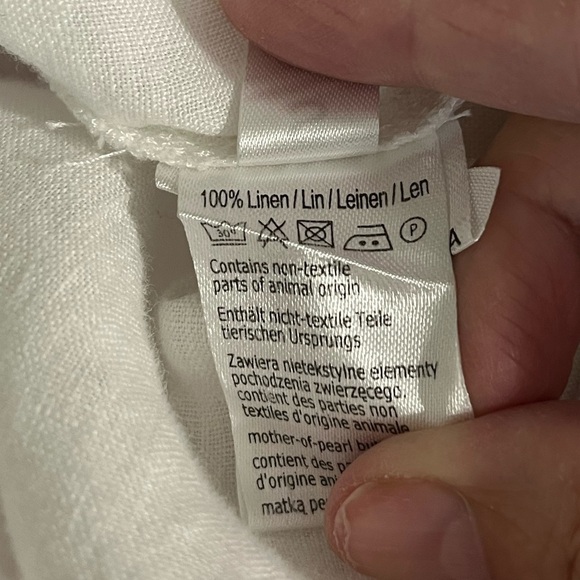 100% Linen / Lin / Leinen / Len
30°
P
A
Contains non-textile
parts of animal origin
Enthält nicht-textile Teile
tierischen Ursprungs
Zawiera nietekstylne elementy
pochodzenia zwierzęcego.
contient des parties non
textiles d'origine animale
mother-of-pearl
contient des
d'origine
matką